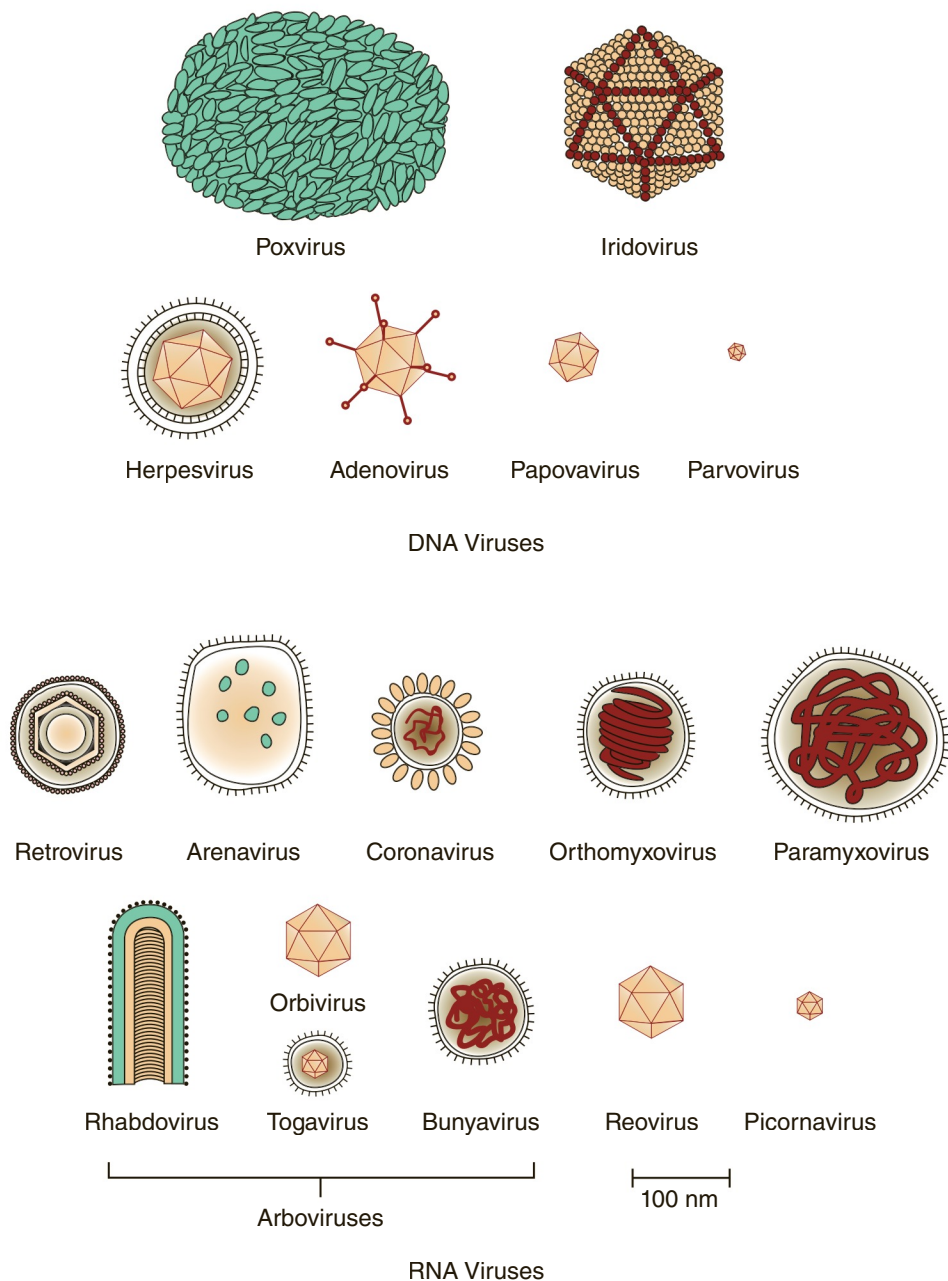 Poxvirus
Iridovirus
Herpesvirus
Adenovirus
Papovavirus
Parvovirus
DNA Viruses
Retrovirus
Arenavirus
Coronavirus
Orthomyxovirus
Paramyxovirus
Orbivirus
Rhabdovirus
Togavirus
Bunyavirus
Reovirus
Picornavirus
100 nm
Arboviruses
RNA Viruses